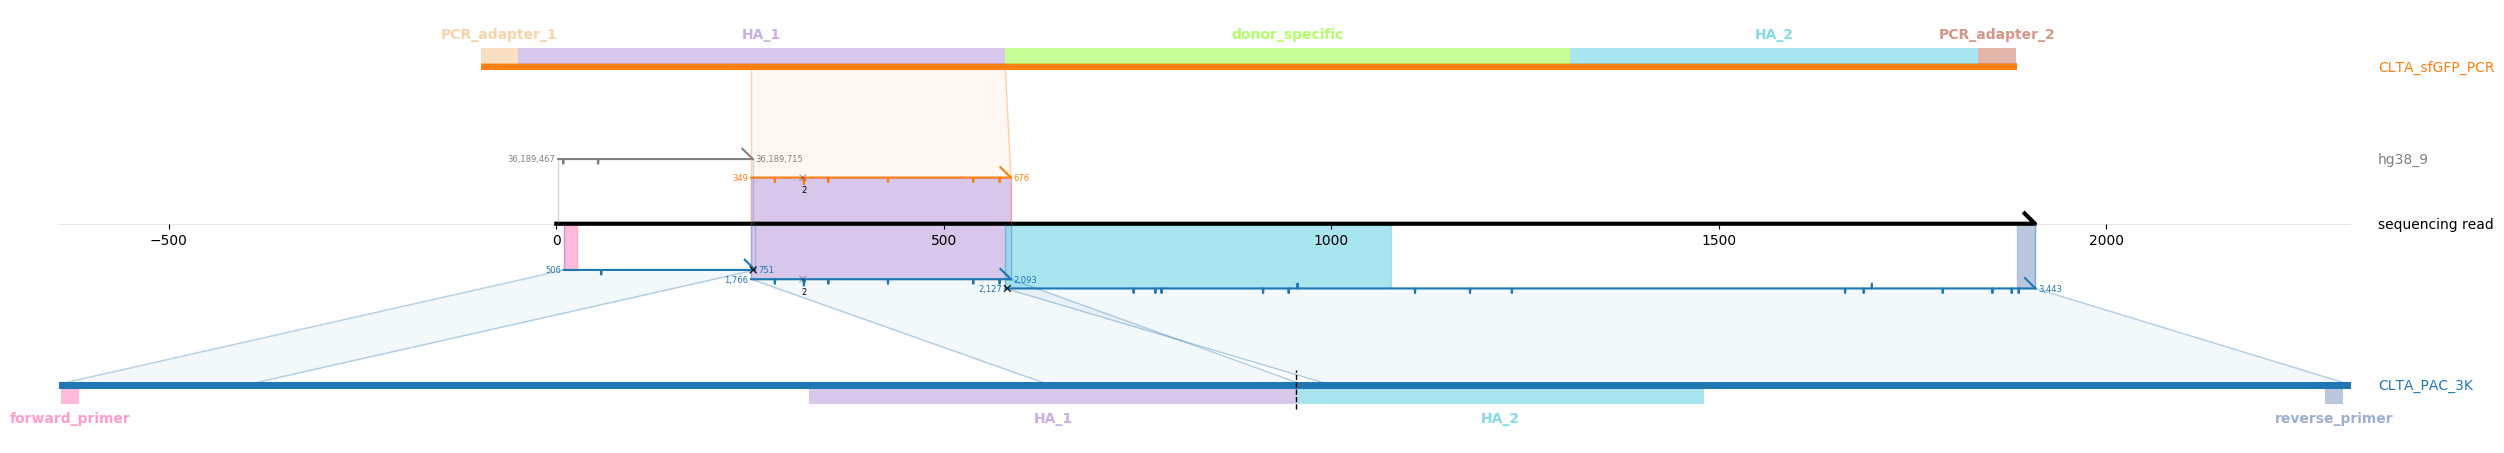 PCR_adapter_1 HA_1 donor_specific HA_2 PCR_adapter_2
CLTA_sfGFP_PCR
36,189,467 36,189,715 hg38_9
349 676
2
sequencing read
−500 0 500 1000 1500 2000
506 751
1,766 2,093
2,127 3,443
2
CLTA_PAC_3K
forward_primer HA_1 HA_2 reverse_primer